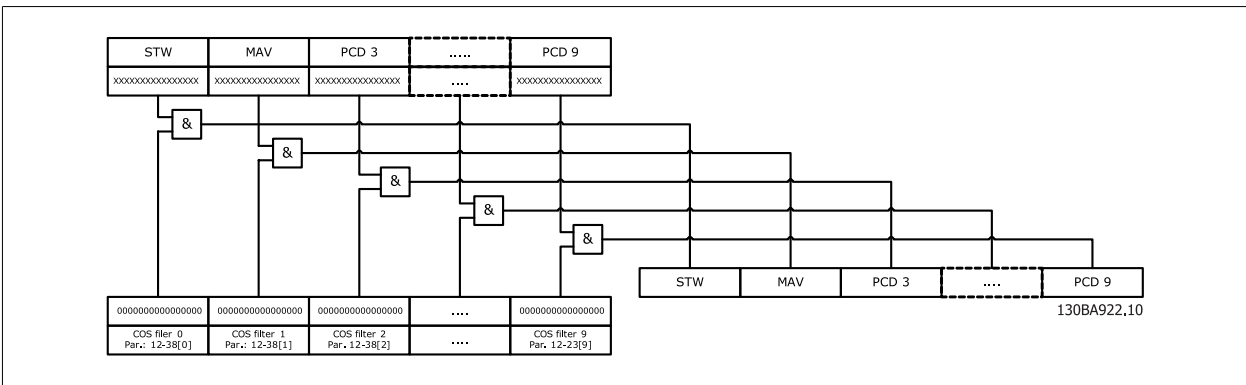 STW MAV PCD 3 ..... PCD 9
XXXXXXXXXXXXXXXX XXXXXXXXXXXXXXXX XXXXXXXXXXXXXXXX .... XXXXXXXXXXXXXXXX
&
&
&
&
&
STW MAV PCD 3 .... PCD 9
130BA922.10
0000000000000000 0000000000000000 0000000000000000 .... 0000000000000000
COS filer 0 COS filter 1 COS filter 2 .... COS filter 9
Par.: 12-38[0] Par.: 12-38[1] Par. 12-38[2] Par. 12-23[9]